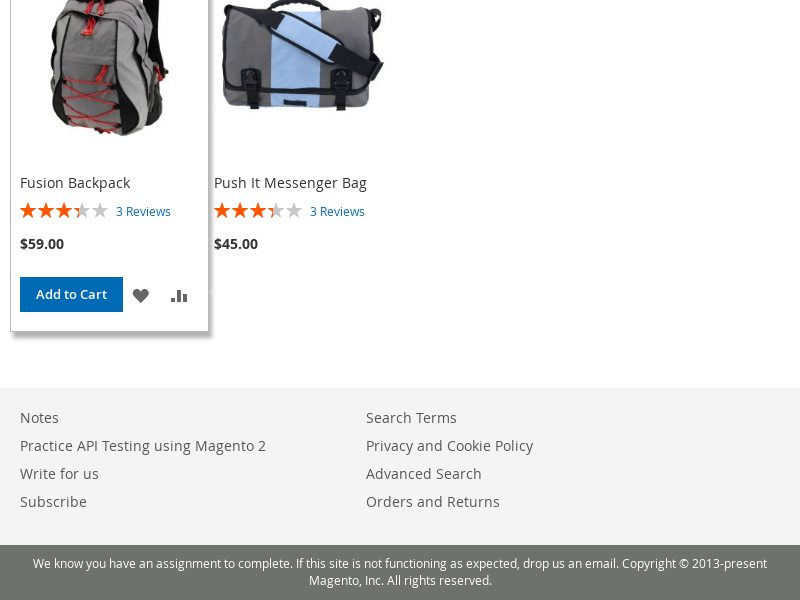 Fusion Backpack
3 Reviews
$59.00
Add to Cart
Push It Messenger Bag
3 Reviews
$45.00
Notes
Practice API Testing using Magento 2
Write for us
Subscribe
Search Terms
Privacy and Cookie Policy
Advanced Search
Orders and Returns
We know you have an assignment to complete. If this site is not functioning as expected, drop us an email. Copyright © 2013-present
Magento, Inc. All rights reserved.